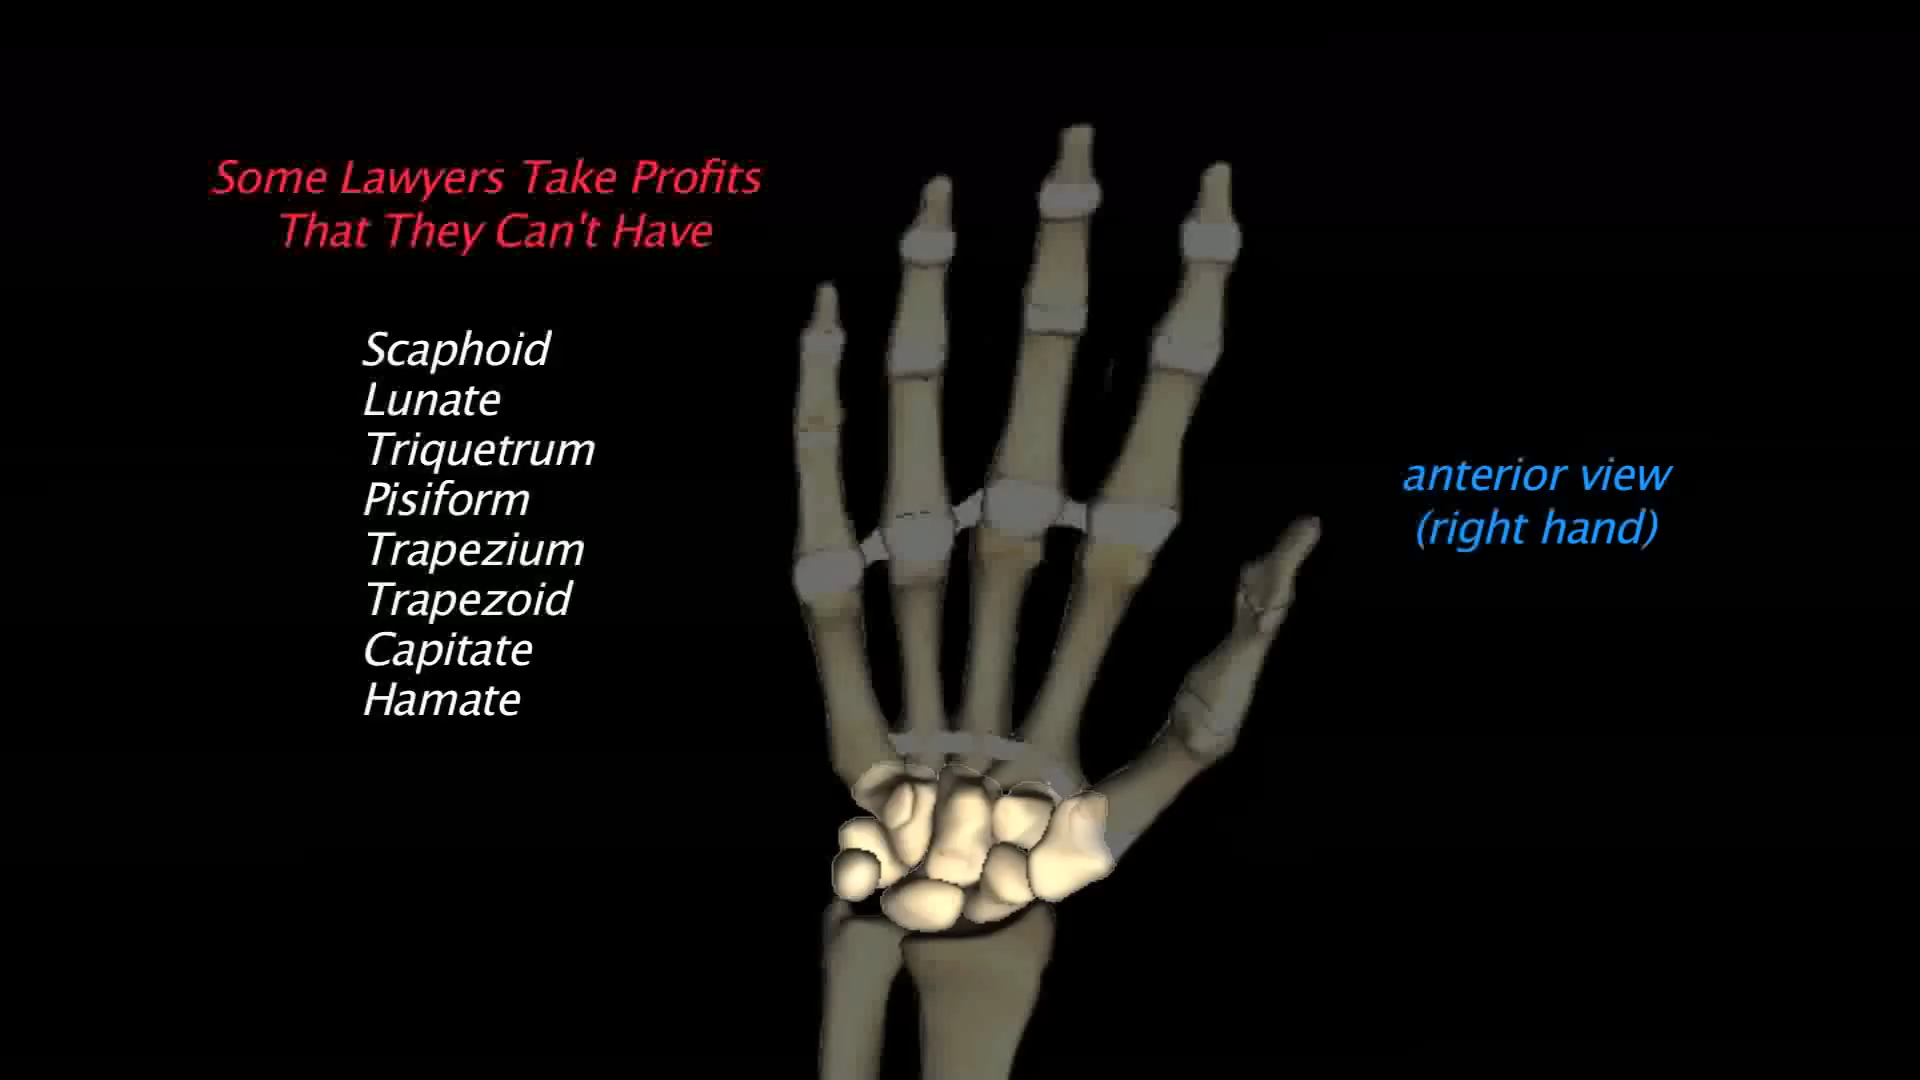 Some Lawyers Take Profits
That They Can't Have
Scaphoid
Lunate
Triquetrum
Pisiform
Trapezium
Trapezoid
Capitate
Hamate
anterior view
(right hand)